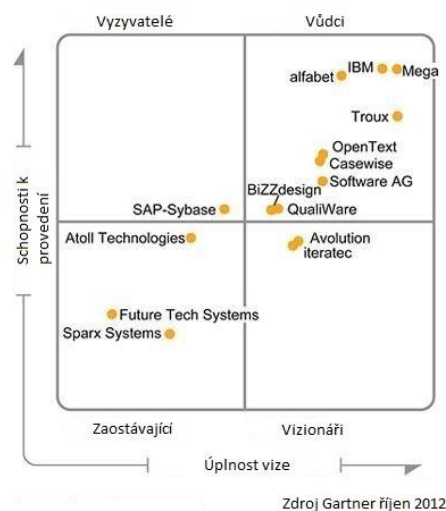 Vyzyvatelé
Vůdci
IBM
Mega
alfabet
Troux
OpenText
Casewise
Software AG
BiZZdesign
SAP-Sybase
QualiWare
Atoll Technologies
Avolution
iteratec
Future Tech Systems
Sparx Systems
Schopnosti k
provedení
Zaostávající
Vizionáři
Úplnost vize
Zdroj Gartner říjen 2012